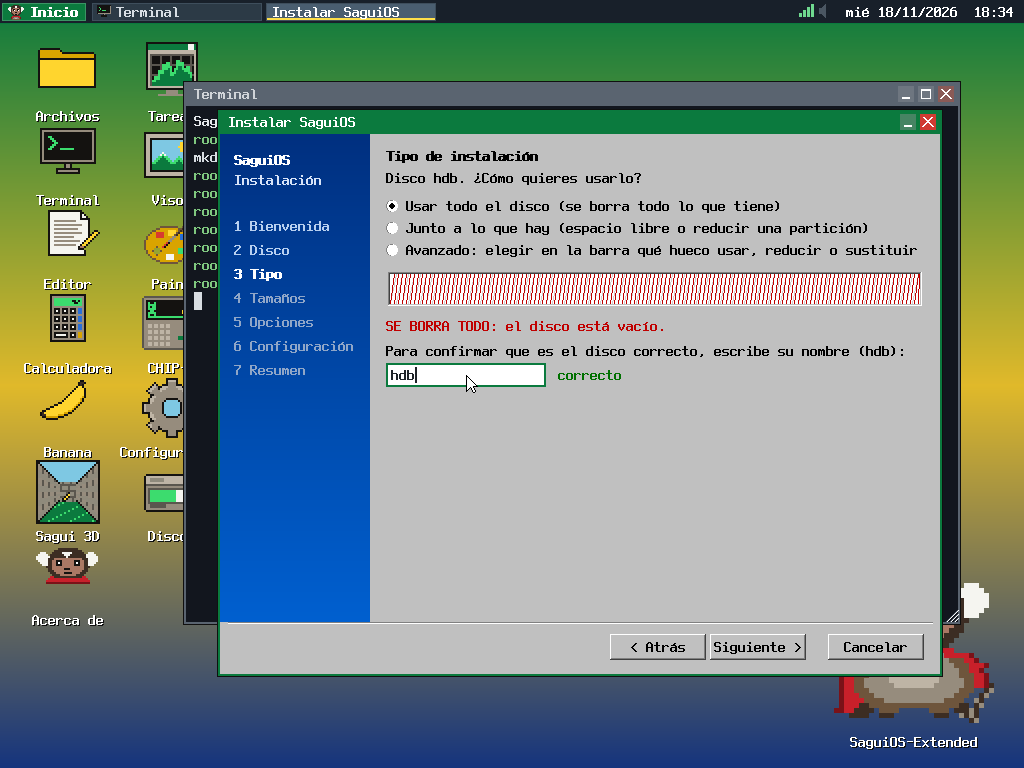 Inicio
Terminal
Instalar SaguiOS
mié 18/11/2026 18:34
Archivos
Terminal
Editor
Calculadora
Banana
Sagui 3D
Acerca de
Terminal
Instalar SaguiOS
SaguiOS
Instalación
1 Bienvenida
2 Disco
3 Tipo
4 Tamaños
5 Opciones
6 Configuración
7 Resumen
Tipo de instalación
Disco hdb. ¿Cómo quieres usarlo?
Usar todo el disco (se borra todo lo que tiene)
Junto a lo que hay (espacio libre o reducir una partición)
Avanzado: elegir en la barra qué hueco usar, reducir o sustituir
SE BORRA TODO: el disco está vacío.
Para confirmar que es el disco correcto, escribe su nombre (hdb):
hdb
correcto
< Atrás
Siguiente >
Cancelar
SaguiOS-Extended